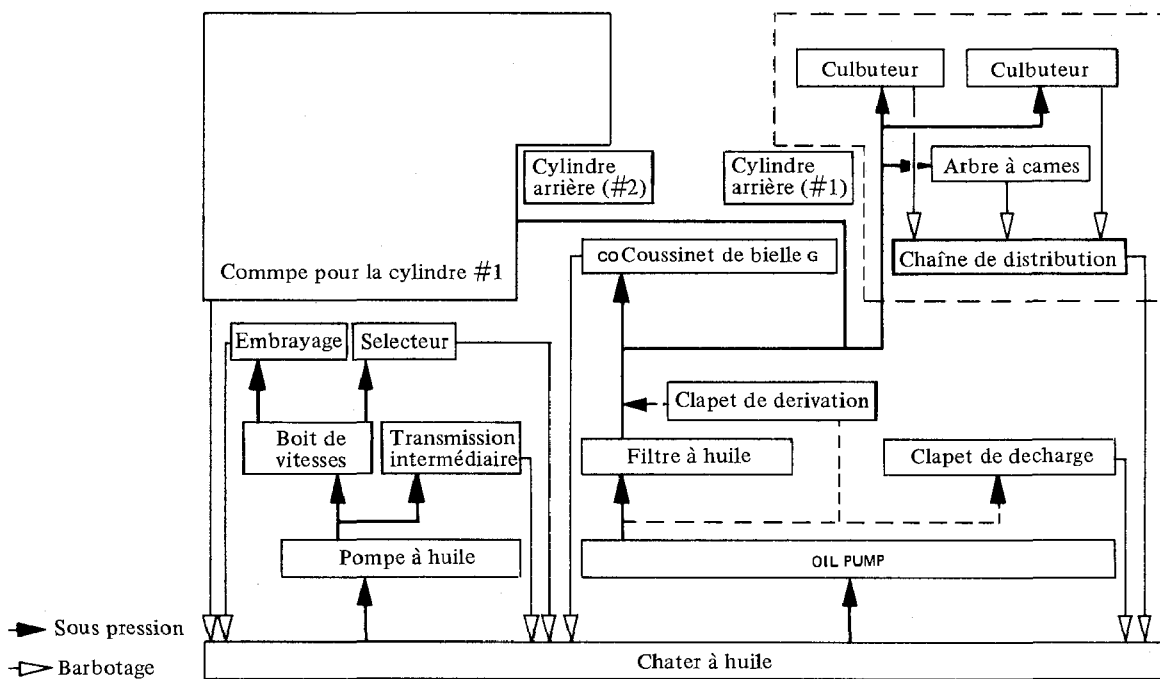 Culbuteur
Culbuteur
Cylindre
arrière (#2)
Cylindre
arrière (#1)
Arbre à cames
Commpe pour la cylindre #1
CO Coussinet de bielle G
Chaîne de distribution
Embrayage
Selecteur
Clapet de derivation
Boit de
vitesses
Transmission
intermédiaire
Filtre à huile
Clapet de decharge
Pompe à huile
OIL PUMP
Sous pression
Barbotage
Chater à huile